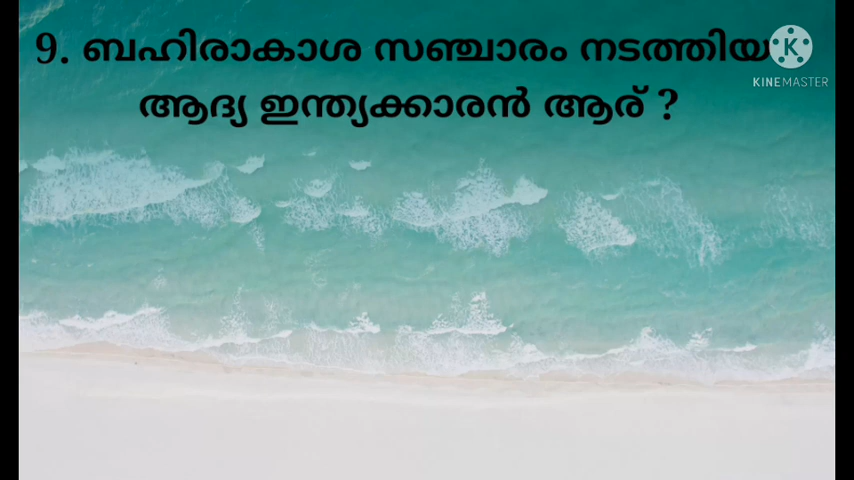 9. ബഹിരാകാശ സഞ്ചാരം നടത്തിയ
ആദ്യ ഇന്ത്യക്കാരൻ ആര് ?
K
KINEMASTER